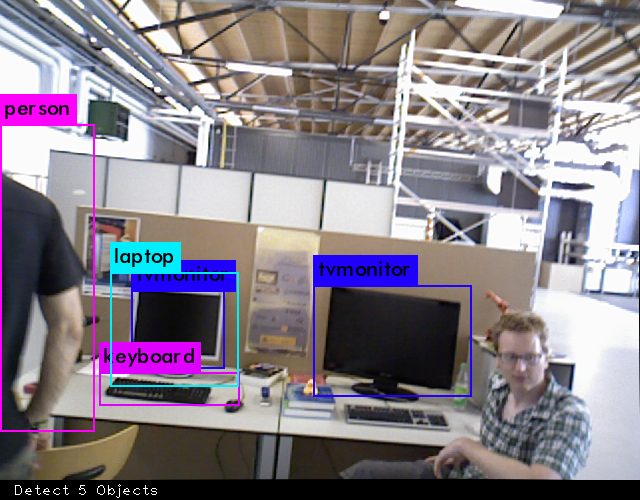 person
laptop
tvmonitor
tvmonitor
keyboard
Detect 5 Objects